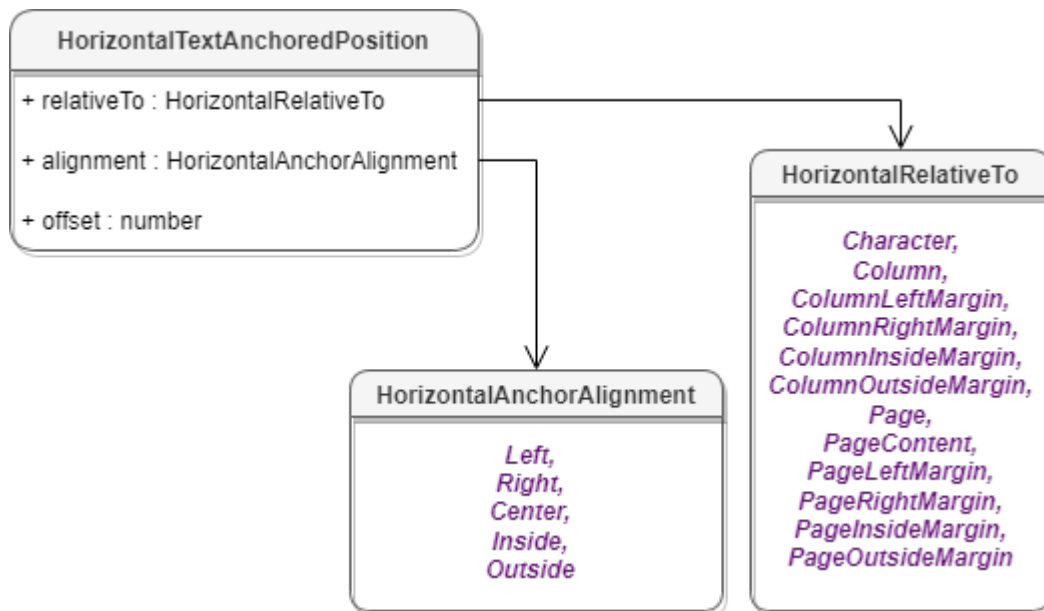 HorizontalTextAnchoredPosition
+ relativeTo : HorizontalRelativeTo
+ alignment : HorizontalAnchorAlignment
+ offset : number
HorizontalRelativeTo
Character,
Column,
ColumnLeftMargin,
ColumnRightMargin,
ColumnInsideMargin,
ColumnOutsideMargin,
Page,
PageContent,
PageLeftMargin,
PageRightMargin,
PageInsideMargin,
PageOutsideMargin
HorizontalAnchorAlignment
Left,
Right,
Center,
Inside,
Outside